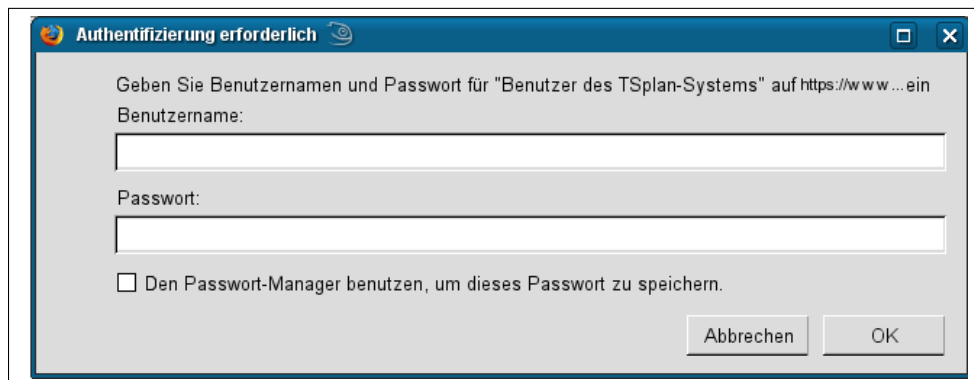 Authentifizierung erforderlich
Geben Sie Benutzernamen und Passwort für "Benutzer des TSplan-Systems" auf https://www...ein
Benutzername:
Passwort:
Den Passwort-Manager benutzen, um dieses Passwort zu speichern.
Abbrechen OK